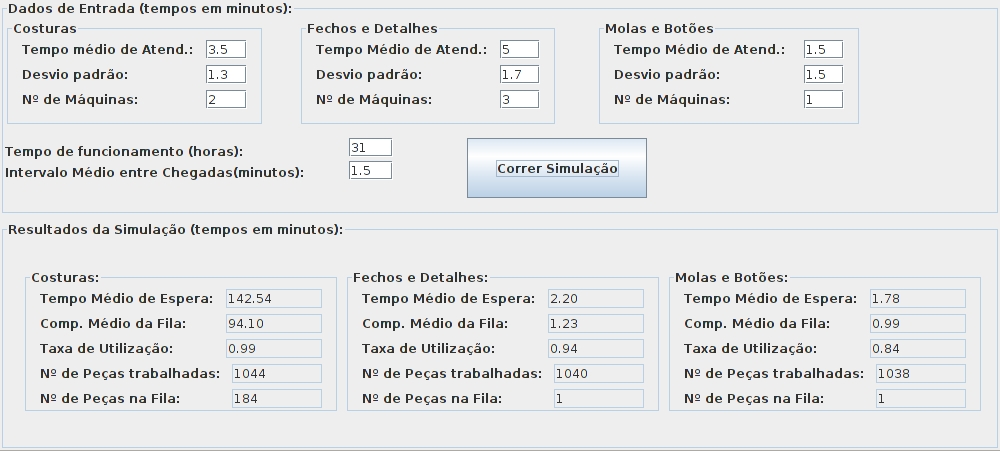 Dados de Entrada (tempos em minutos):
Costuras
Tempo médio de Atend.: 3.5
Desvio padrão: 1.3
Nº de Máquinas: 2
Fechos e Detalhes
Tempo Médio de Atend.: 5
Desvio padrão: 1.7
Nº de Máquinas: 3
Molas e Botões
Tempo Médio de Atend.: 1.5
Desvio padrão: 1.5
Nº de Máquinas: 1
Tempo de funcionamento (horas): 31
Intervalo Médio entre Chegadas(minutos): 1.5
Correr Simulação
Resultados da Simulação (tempos em minutos):
Costuras:
Tempo Médio de Espera: 142.54
Comp. Médio da Fila: 94.10
Taxa de Utilização: 0.99
Nº de Peças trabalhadas: 1044
Nº de Peças na Fila: 184
Fechos e Detalhes:
Tempo Médio de Espera: 2.20
Comp. Médio da Fila: 1.23
Taxa de Utilização: 0.94
Nº de Peças trabalhadas: 1040
Nº de Peças na Fila: 1
Molas e Botões:
Tempo Médio de Espera: 1.78
Comp. Médio da Fila: 0.99
Taxa de Utilização: 0.84
Nº de Peças trabalhadas: 1038
Nº de Peças na Fila: 1